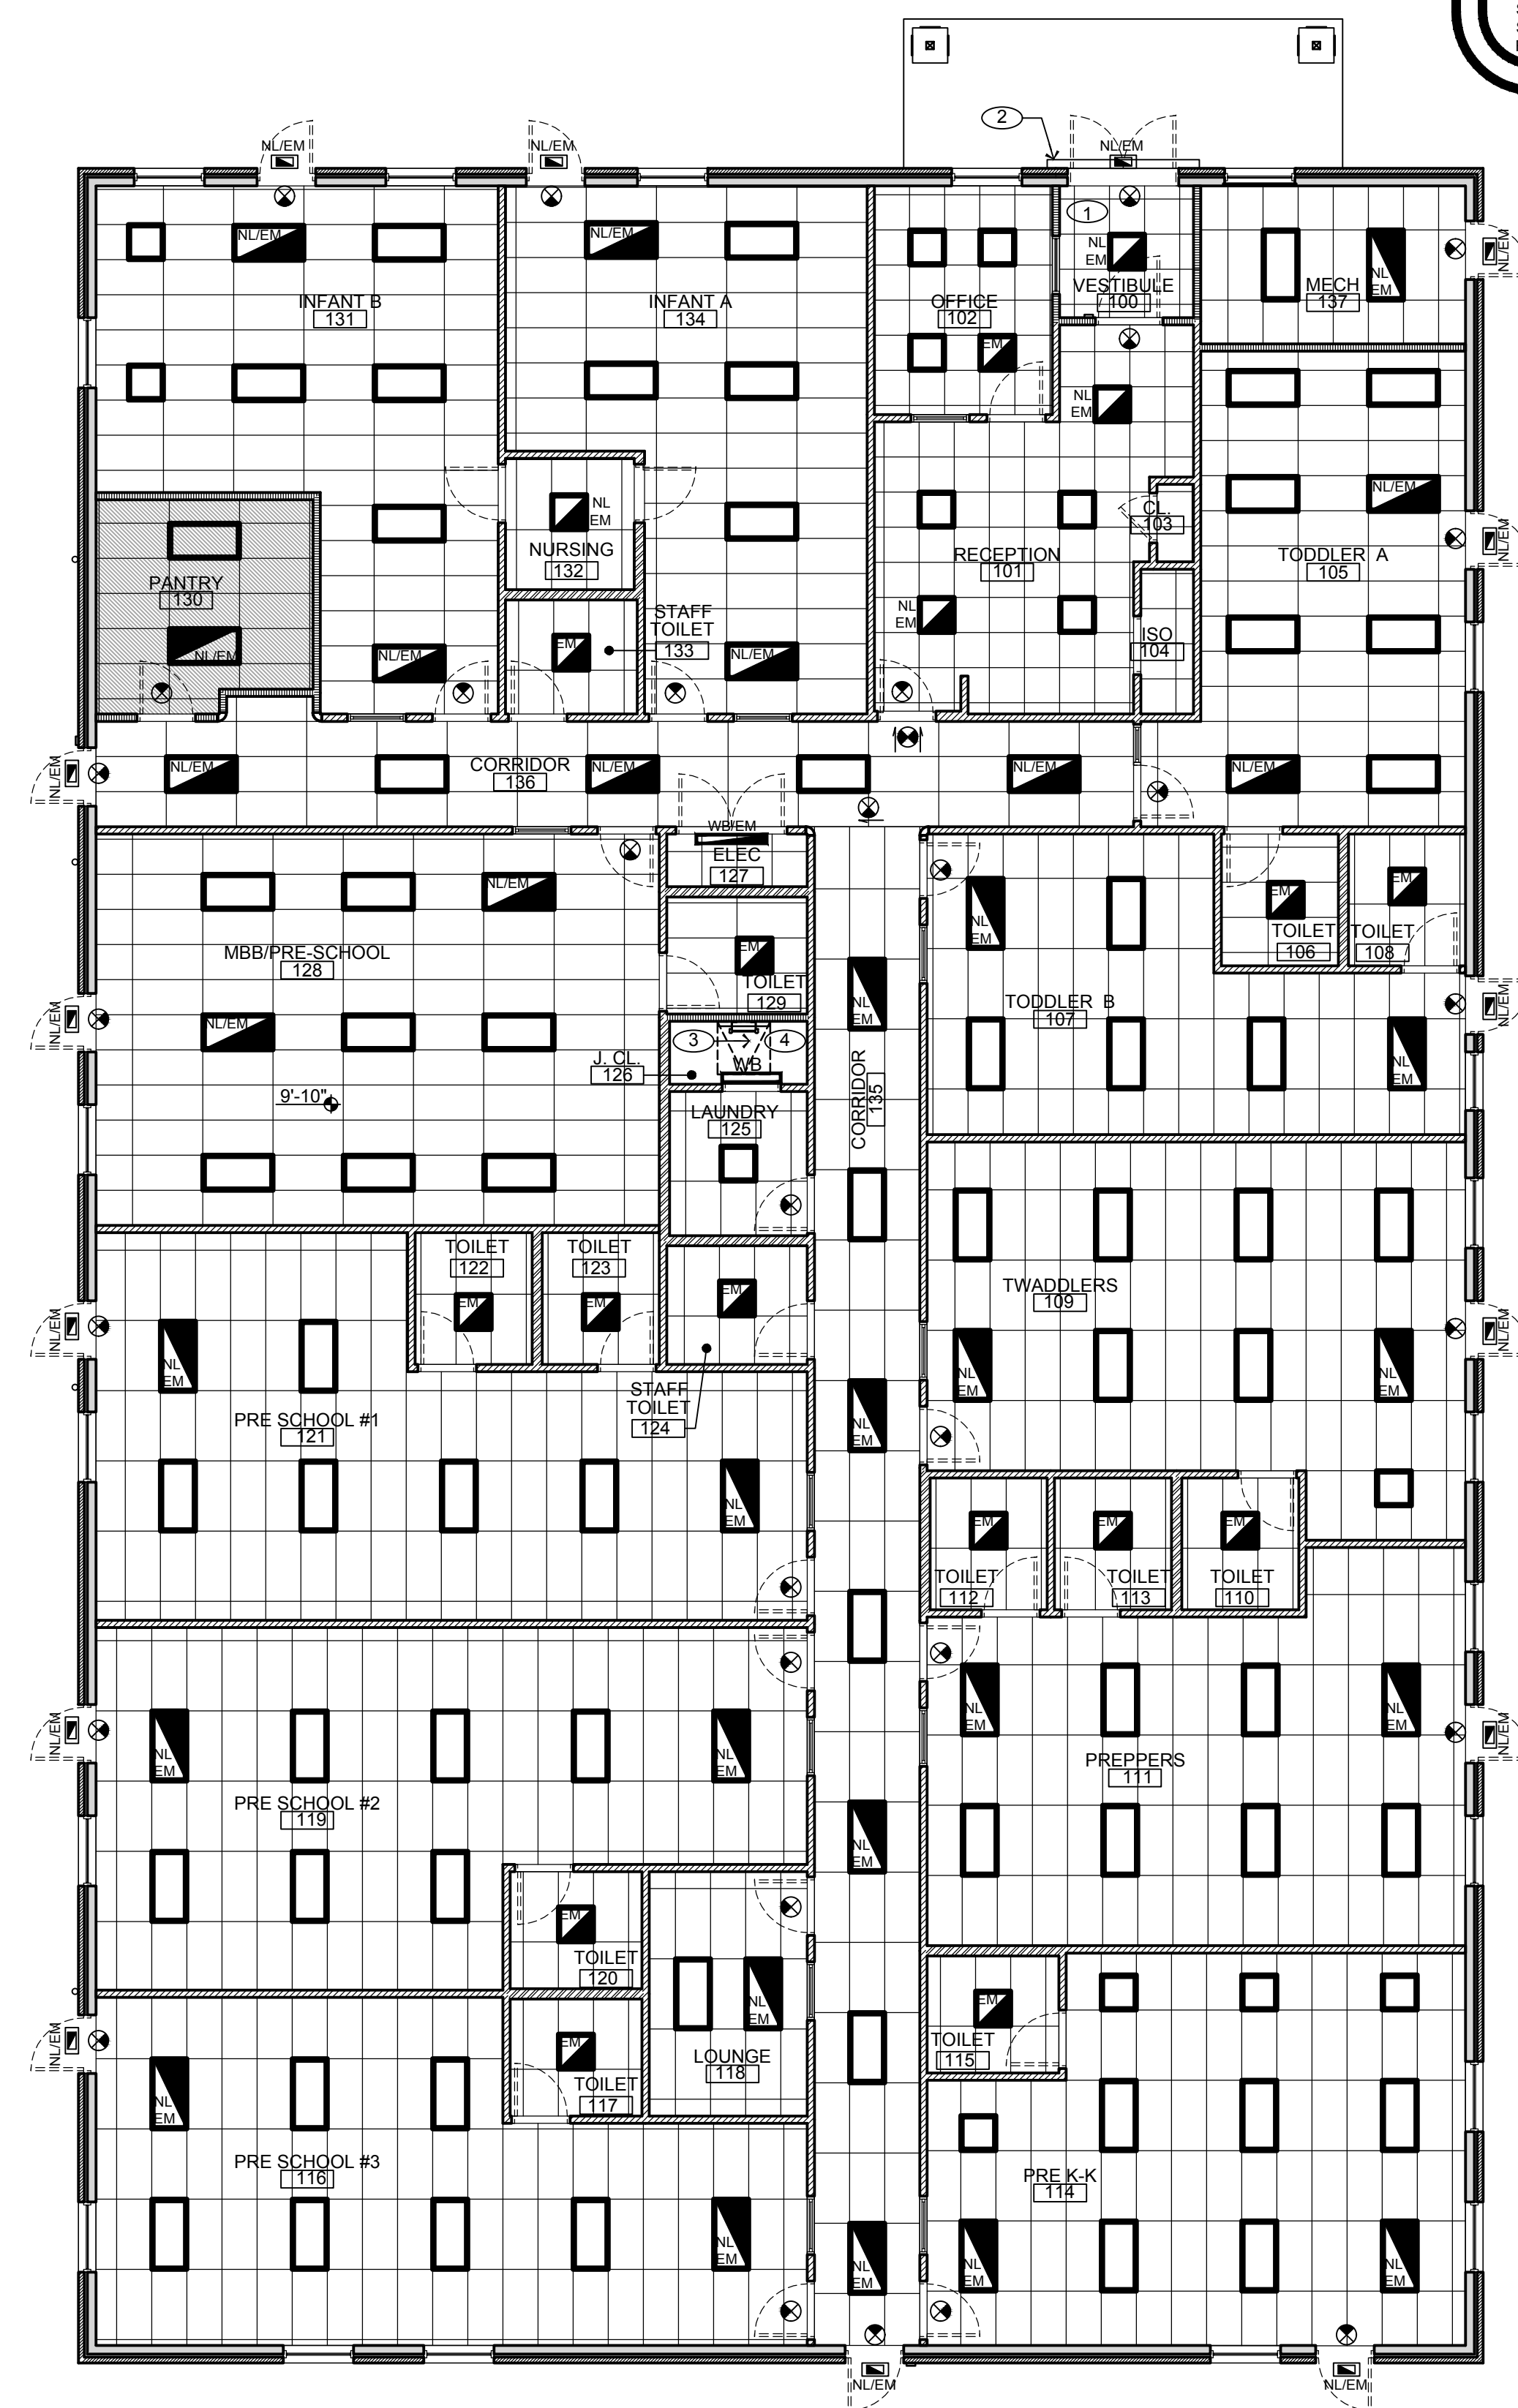 2
NL/EM
NL/EM
NL/EM
1
NL/EM
NL/EM
NL
EM
NL/EM
NL
EM
INFANT B
131
INFANT A
134
OFFICE
102
VESTIBULE
100
MECH
137
EM
NL
EM
NL/EM
NL
EM
CL.
103
NURSING
132
RECEPTION
101
TODDLER A
105
NL/EM
PANTRY
130
NL/EM
NL
EM
STAFF
TOILET
133
EM
ISO
104
NL/EM
NL/EM
NL/EM
CORRIDOR
136
NL/EM
NL/EM
NL/EM
NL/EM
WB/EM
ELEC
127
NL/EM
MBB/PRE-SCHOOL
128
NL/EM
EM
TOILET
129
NL
EM
EM
TOILET
106
EM
TOILET
108
NL
EM
TODDLER B
107
NL/EM
NL
EM
NL/EM
3
4
WB
J. CL.
126
9'-10"
LAUNDRY
125
CORRIDOR
135
TOILET
122
TOILET
123
EM
EM
EM
TWADDLERS
109
NL/EM
NL
EM
NL
EM
NL
EM
NL/EM
STAFF
TOILET
124
PRE SCHOOL #1
121
NL
EM
NL
EM
EM
EM
EM
TOILET
112
TOILET
113
TOILET
110
NL/EM
NL
EM
NL
EM
NL
EM
NL
EM
NL/EM
PREPPERS
111
PRE SCHOOL #2
119
NL
EM
EM
TOILET
120
NL
EM
LOUNGE
118
EM
TOILET
117
EM
TOILET
115
NL/EM
NL
EM
PRE SCHOOL #3
116
PRE K-K
114
NL
EM
NL
EM
NL
EM
NL
EM
NL/EM
NL/EM